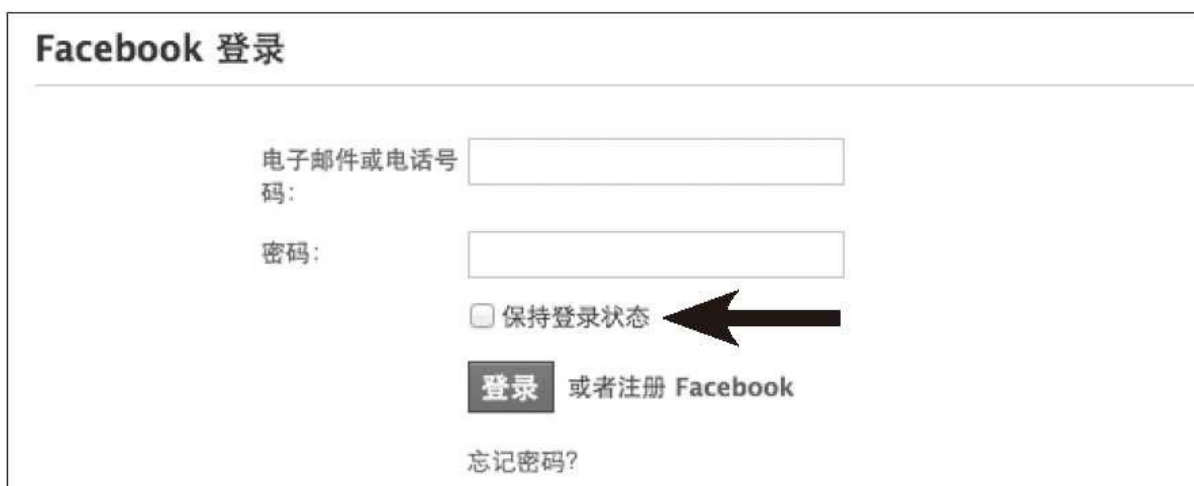 Facebook 登录
电子邮件或电话号
码：
密码：
保持登录状态
登录 或者注册 Facebook
忘记密码？